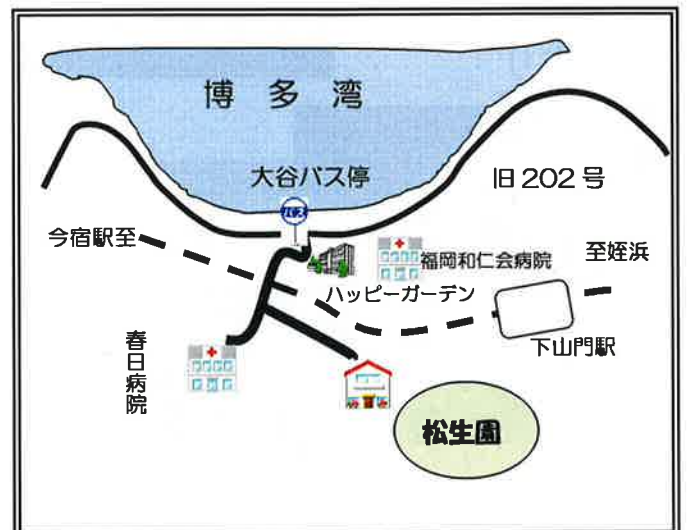 博多湾
大谷バス停
バス
旧202号
今宿駅至
福岡和仁会病院
至姪浜
ハッピーガーデン
下山門駅
春日病院
松生園